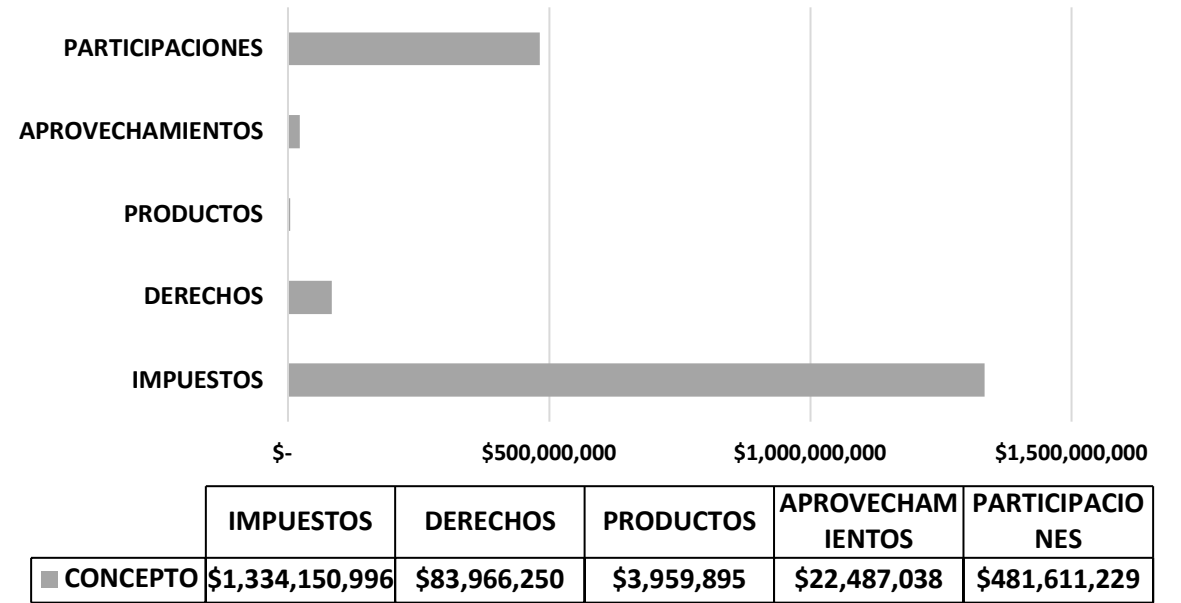 PARTICIPACIONES
APROVECHAMIENTOS
PRODUCTOS
DERECHOS
IMPUESTOS
$- $500,000,000 $1,000,000,000 $1,500,000,000
IMPUESTOS DERECHOS PRODUCTOS APROVECHAM IENTOS PARTICIPACIO NES
CONCEPTO $1,334,150,996 $83,966,250 $3,959,895 $22,487,038 $481,611,229